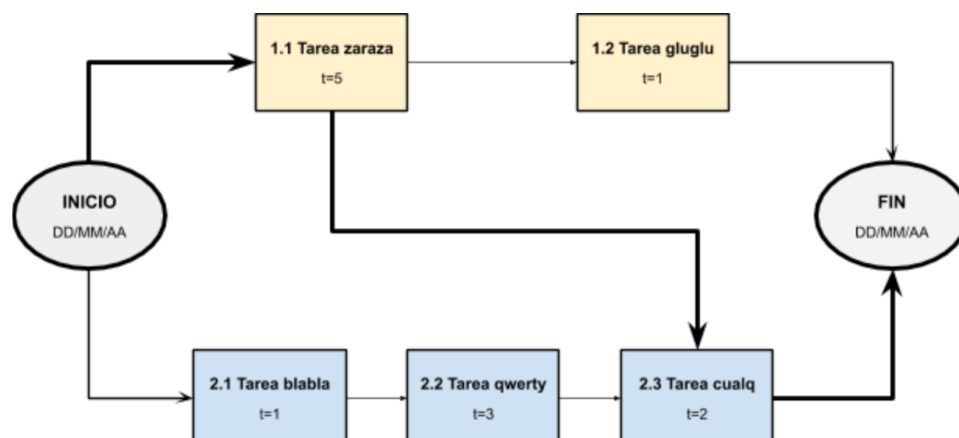 1.1 Tarea zaraza
t=5
1.2 Tarea gluglu
t=1
INICIO
DD/MM/AA
FIN
DD/MM/AA
2.1 Tarea blabla
t=1
2.2 Tarea qwerty
t=3
2.3 Tarea cualq
t=2